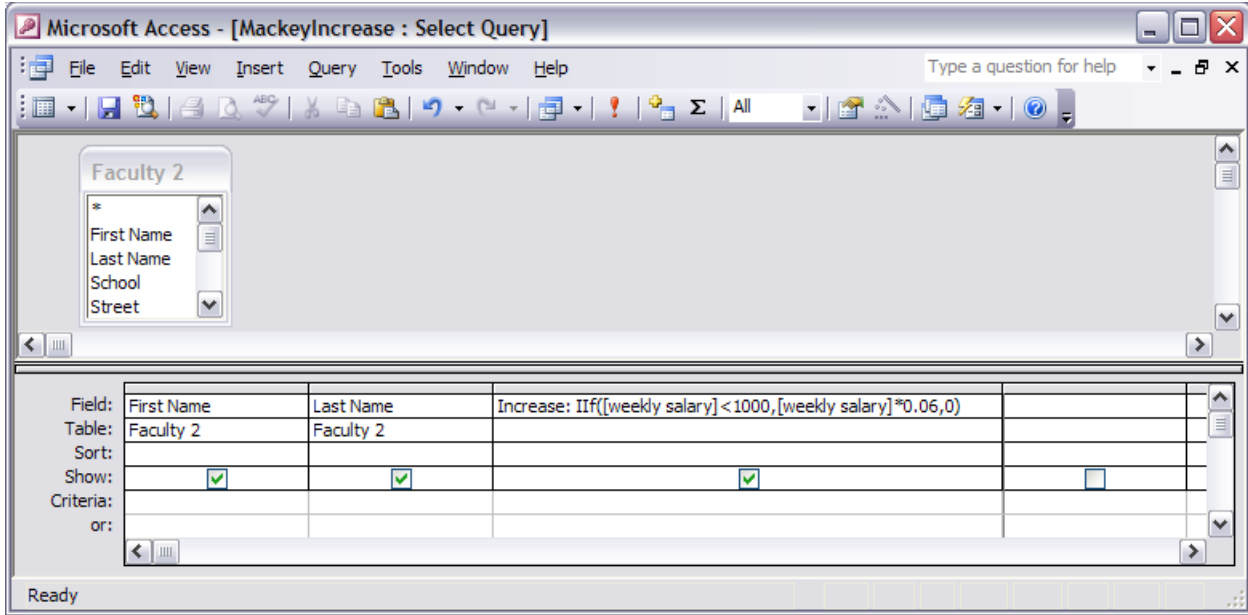 Microsoft Access - [MackeyIncrease : Select Query]
File Edit View Insert Query Tools Window Help Type a question for help
ABC Σ All
Faculty 2
*
First Name
Last Name
School
Street
Field: First Name Last Name Increase: IIf([weekly salary]<1000,[weekly salary]*0.06,0)
Table: Faculty 2 Faculty 2
Sort:
Show:
Criteria:
or:
Ready